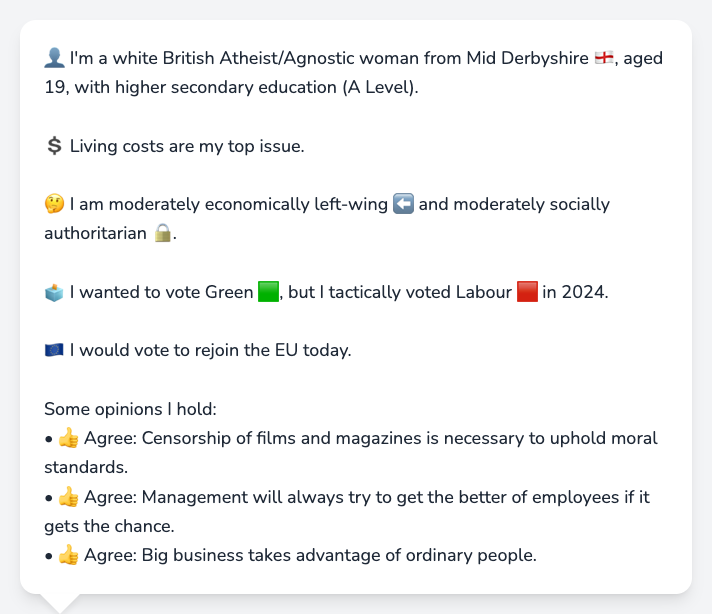 👤 I'm a white British Atheist/Agnostic woman from Mid Derbyshire 🏴󠁧󠁢󠁥󠁮󠁧󠁿, aged
19, with higher secondary education (A Level).
💲 Living costs are my top issue.
🤔 I am moderately economically left-wing ⬅️ and moderately socially
authoritarian 🔒.
🗳️ I wanted to vote Green 🟩, but I tactically voted Labour 🟥 in 2024.
🇪🇺 I would vote to rejoin the EU today.
Some opinions I hold:
• 👍 Agree: Censorship of films and magazines is necessary to uphold moral
standards.
• 👍 Agree: Management will always try to get the better of employees if it
gets the chance.
• 👍 Agree: Big business takes advantage of ordinary people.